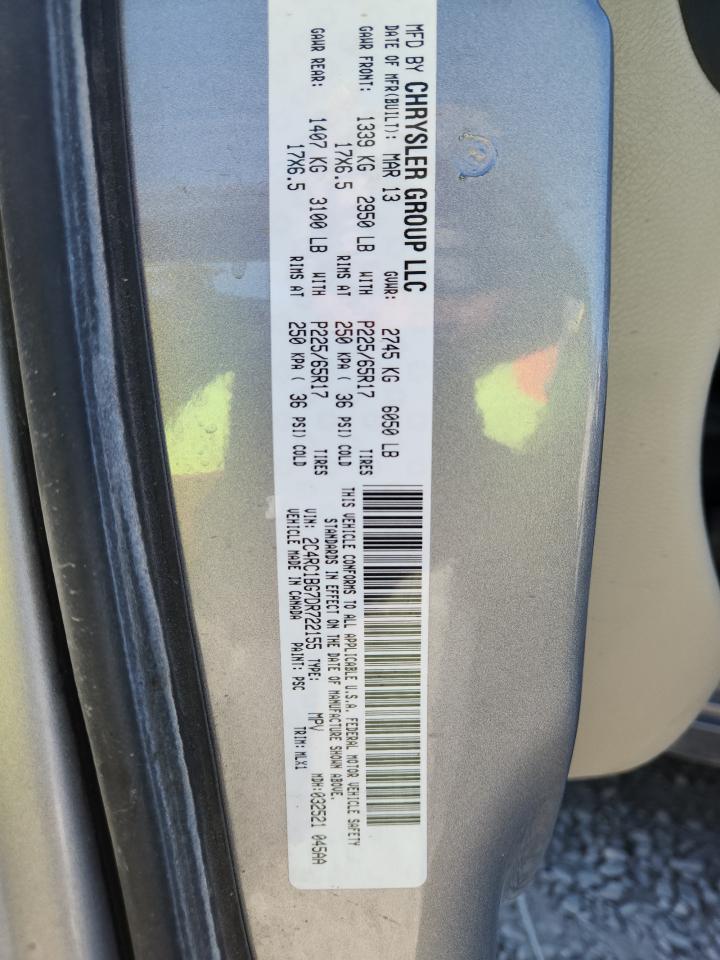 MFD BY CHRYSLER GROUP LLC
DATE OF MFR(BUILT): MAR 13 GVWR: 2745 KG 6050 LB
GAWR FRONT: 1339 KG 2950 LB WITH P225/65R17 TIRES
17X6.5 RIMS AT 250 KPA ( 36 PSI) COLD
GAWR REAR: 1407 KG 3100 LB WITH P225/65R17 TIRES
17X6.5 RIMS AT 250 KPA ( 36 PSI) COLD
THIS VEHICLE CONFORMS TO ALL APPLICABLE U.S.A. FEDERAL MOTOR VEHICLE SAFETY
STANDARDS IN EFFECT ON THE DATE OF MANUFACTURE SHOWN ABOVE.
VIN: 2C4RC1BG7DR722155 TYPE: MPV MDH:032521 045AA
VEHICLE MADE IN CANADA PAINT: PSC TRIM: MLX1